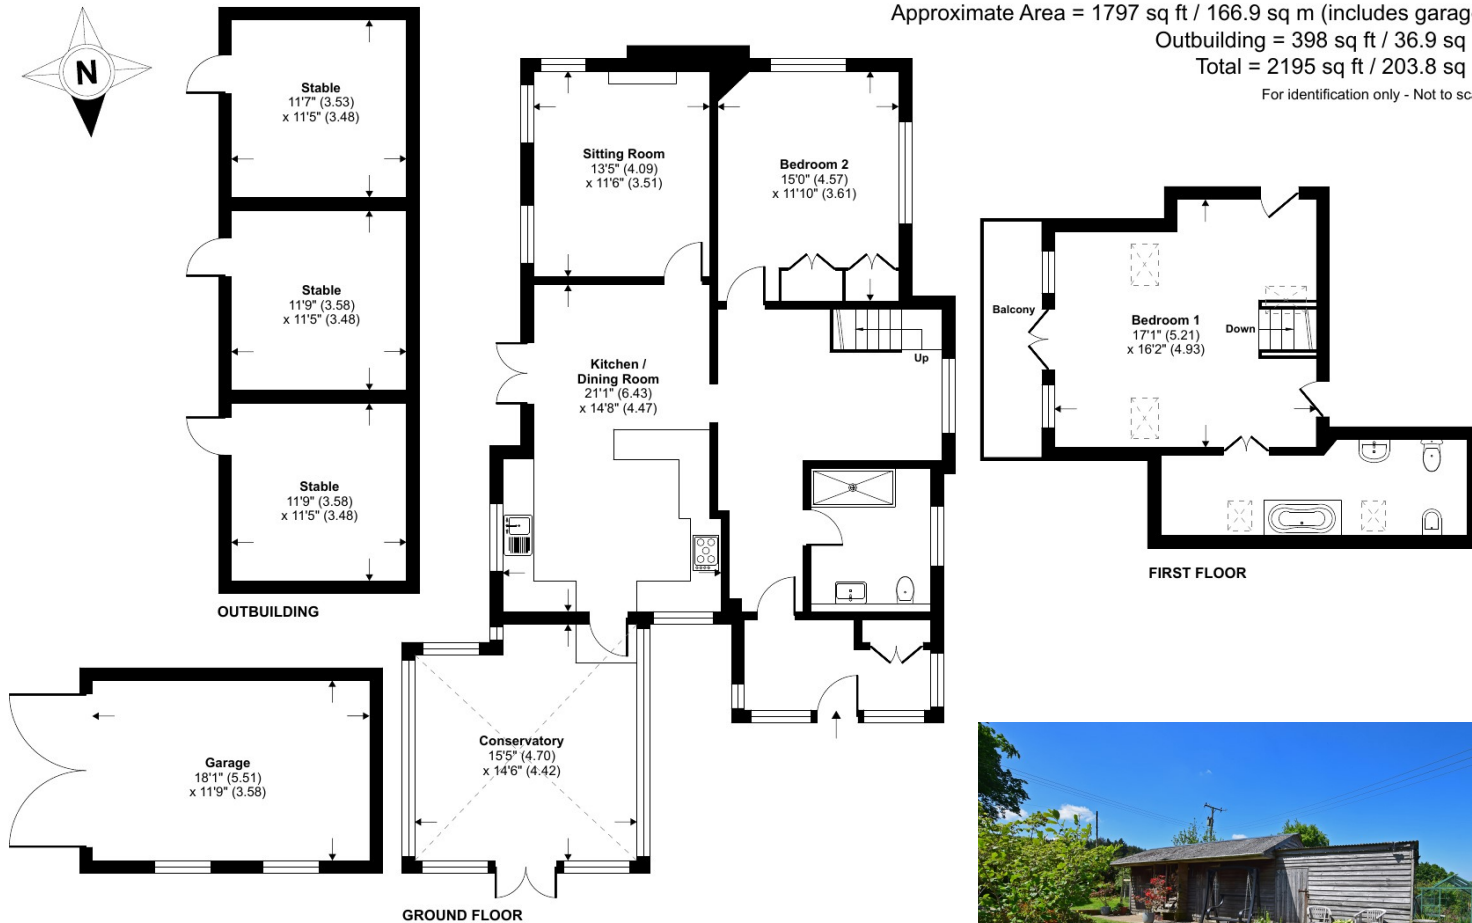 Approximate Area = 1797 sq ft / 166.9 sq m (includes garag
Outbuilding = 398 sq ft / 36.9 sq
Total = 2195 sq ft / 203.8 sq
For identification only - Not to sc
N
Stable
11'7" (3.53)
x 11'5" (3.48)
Stable
11'9" (3.58)
x 11'5" (3.48)
Stable
11'9" (3.58)
x 11'5" (3.48)
OUTBUILDING
Sitting Room
13'5" (4.09)
x 11'6" (3.51)
Bedroom 2
15'0" (4.57)
x 11'10" (3.61)
Kitchen /
Dining Room
21'1" (6.43)
x 14'8" (4.47)
Up
Balcony
Bedroom 1
17'1" (5.21)
x 16'2" (4.93)
Down
FIRST FLOOR
Garage
18'1" (5.51)
x 11'9" (3.58)
Conservatory
15'5" (4.70)
x 14'6" (4.42)
GROUND FLOOR